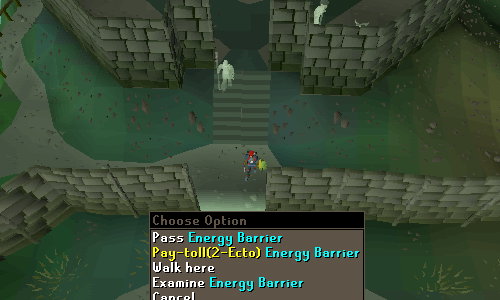 Choose Option
Pass Energy Barrier
Pay-toll(2-Ecto) Energy Barrier
Walk here
Examine Energy Barrier
Cancel